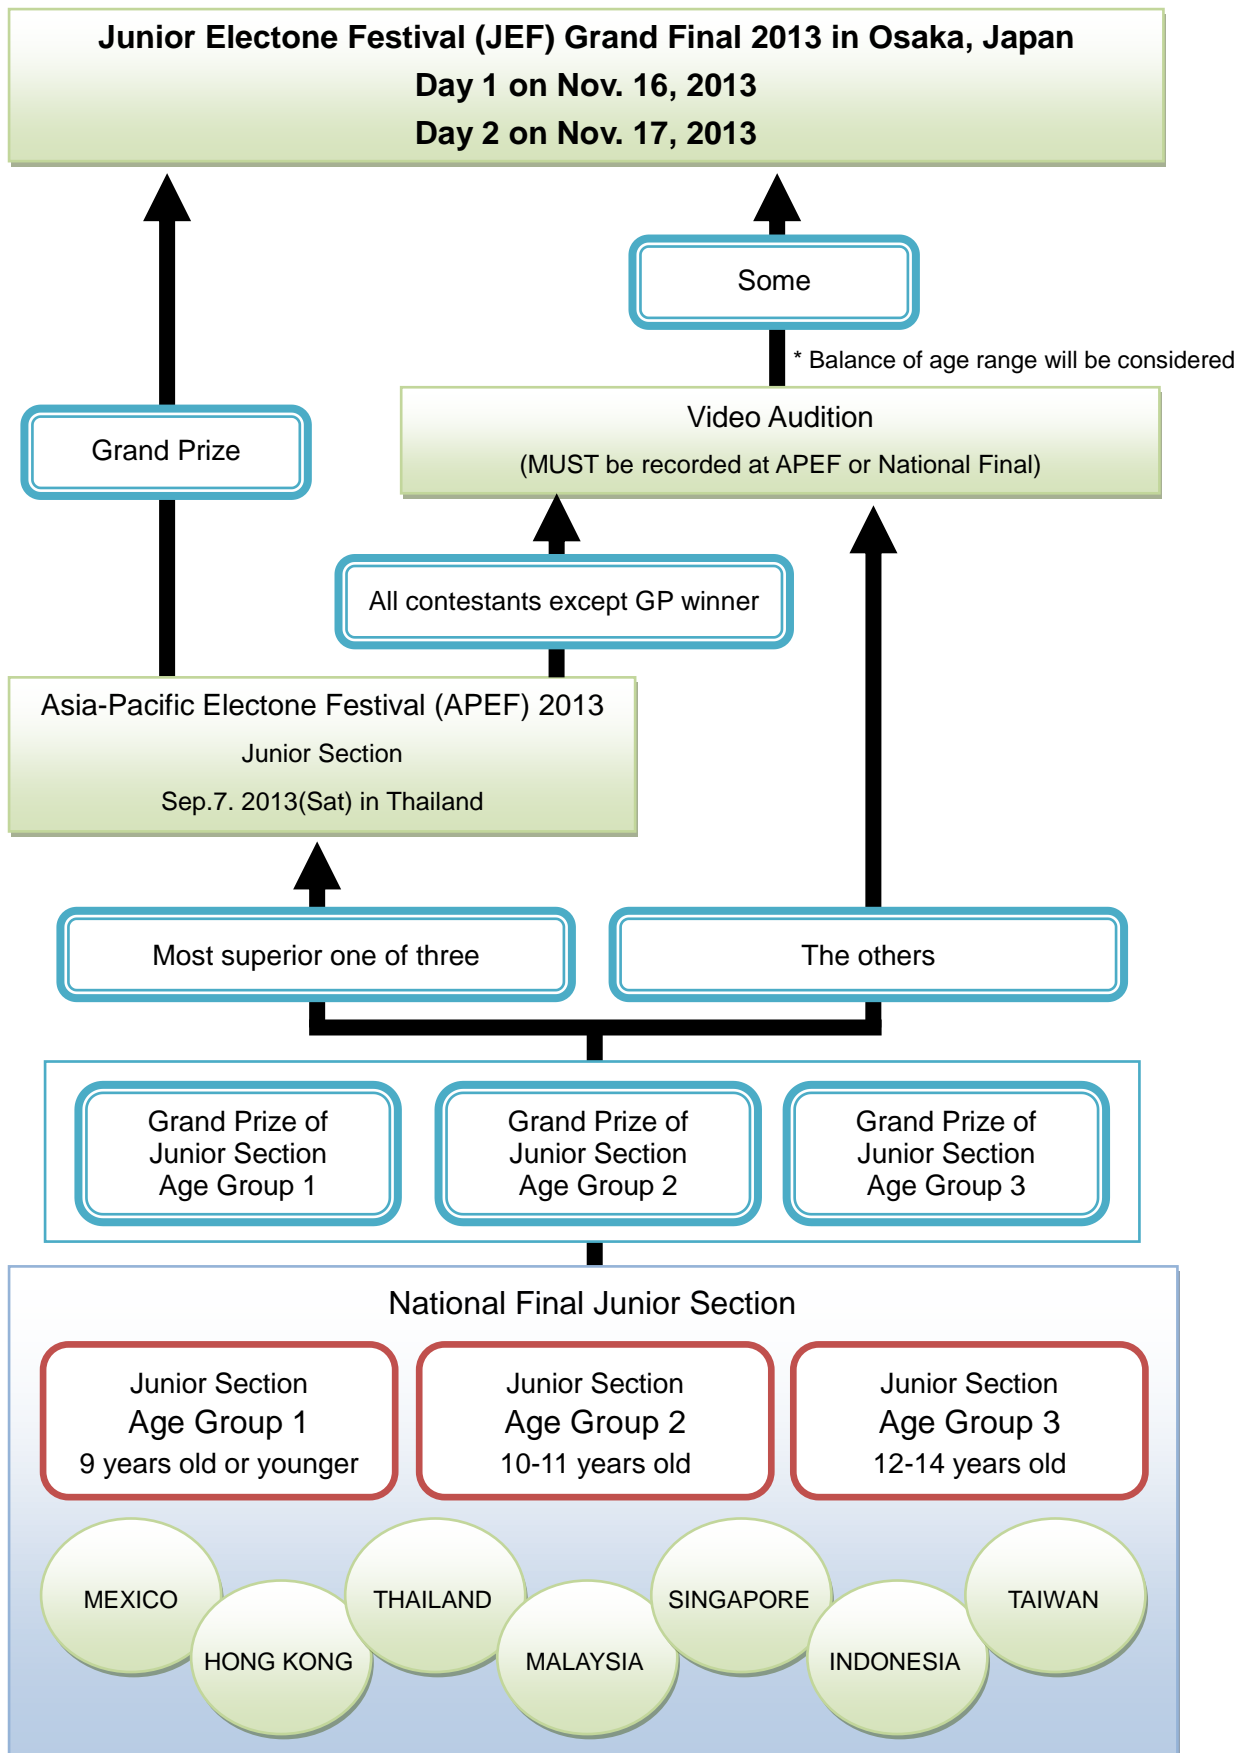 Junior Electone Festival (JEF) Grand Final 2013 in Osaka, Japan
Day 1 on Nov. 16, 2013
Day 2 on Nov. 17, 2013
Some
* Balance of age range will be considered
Grand Prize
Video Audition
(MUST be recorded at APEF or National Final)
All contestants except GP winner
Asia-Pacific Electone Festival (APEF) 2013
Junior Section
Sep.7. 2013(Sat) in Thailand
Most superior one of three
The others
Grand Prize of
Junior Section
Age Group 1
Grand Prize of
Junior Section
Age Group 2
Grand Prize of
Junior Section
Age Group 3
National Final Junior Section
Junior Section
Age Group 1
9 years old or younger
Junior Section
Age Group 2
10-11 years old
Junior Section
Age Group 3
12-14 years old
MEXICO
HONG KONG
THAILAND
MALAYSIA
SINGAPORE
INDONESIA
TAIWAN